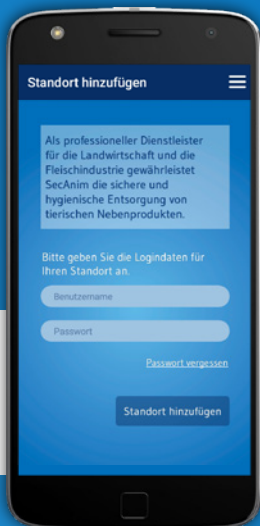 Standort hinzufügen
Als professioneller Dienstleister
für die Landwirtschaft und die
Fleischindustrie gewährleistet
SecAnim die sichere und
hygienische Entsorgung von
tierischen Nebenprodukten.
Bitte geben Sie die Logindaten für
Ihren Standort an.
Benutzername
Passwort
Passwort vergessen
Standort hinzufügen